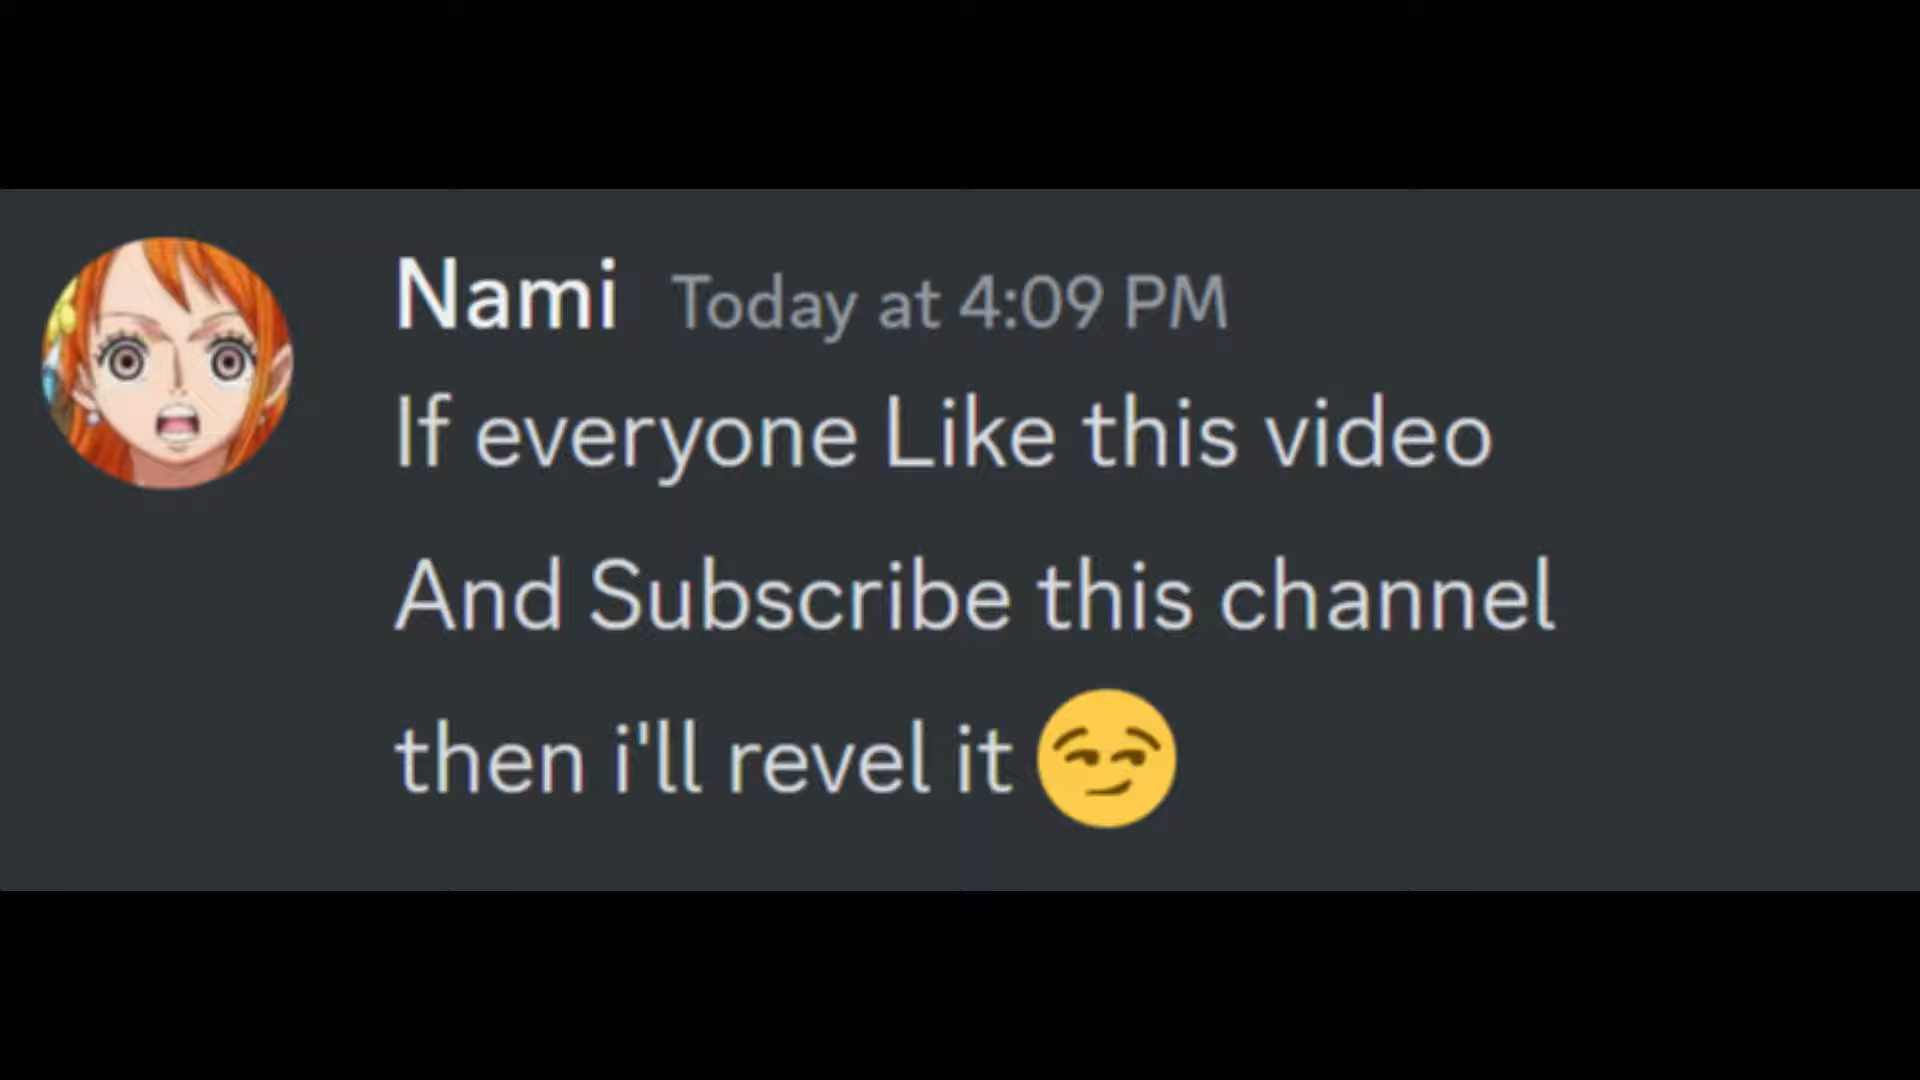 Nami Today at 4:09 PM
If everyone Like this video
And Subscribe this channel
then i'll revel it 😏